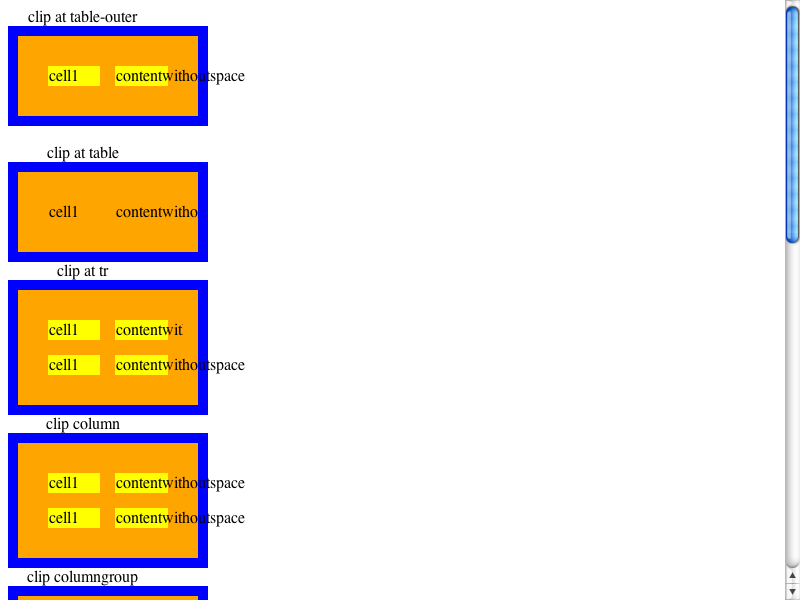 clip at table-outer
cell1 contentwithoutspace
clip at table
cell1 contentwitho
clip at tr
cell1 contentwit
cell1 contentwithoutspace
clip column
cell1 contentwithoutspace
cell1 contentwithoutspace
clip columngroup